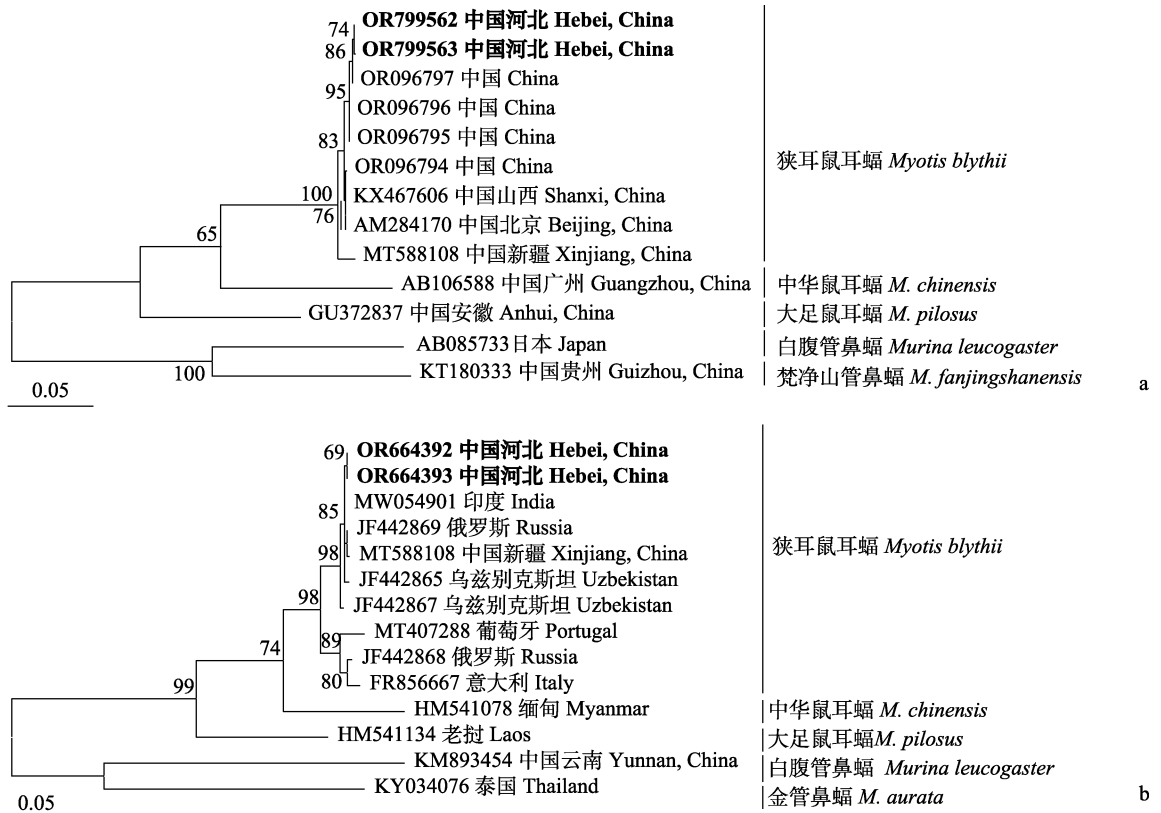 OR799562 中国河北 Hebei, China
74
OR799563 中国河北 Hebei, China
86
OR096797 中国 China
95
OR096796 中国 China
OR096795 中国 China
83
OR096794 中国 China
狭耳鼠耳蝠 Myotis blythii
100
KX467606 中国山西 Shanxi, China
76
AM284170 中国北京 Beijing, China
65
MT588108 中国新疆 Xinjiang, China
AB106588 中国广州 Guangzhou, China
中华鼠耳蝠 M. chinensis
GU372837 中国安徽 Anhui, China
大足鼠耳蝠 M. pilosus
AB085733日本 Japan
白腹管鼻蝠 Murina leucogaster
100
KT180333 中国贵州 Guizhou, China
梵净山管鼻蝠 M. fanjingshanensis
a
0.05
69
OR664392 中国河北 Hebei, China
OR664393 中国河北 Hebei, China
MW054901 印度 India
85
JF442869 俄罗斯 Russia
98
MT588108 中国新疆 Xinjiang, China
狭耳鼠耳蝠 Myotis blythii
JF442865 乌兹别克斯坦 Uzbekistan
98
JF442867 乌兹别克斯坦 Uzbekistan
MT407288 葡萄牙 Portugal
89
74
JF442868 俄罗斯 Russia
80
FR856667 意大利 Italy
99
HM541078 缅甸 Myanmar
中华鼠耳蝠 M. chinensis
HM541134 老挝 Laos
大足鼠耳蝠M. pilosus
KM893454 中国云南 Yunnan, China
白腹管鼻蝠 Murina leucogaster
KY034076 泰国 Thailand
金管鼻蝠 M. aurata
b
0.05